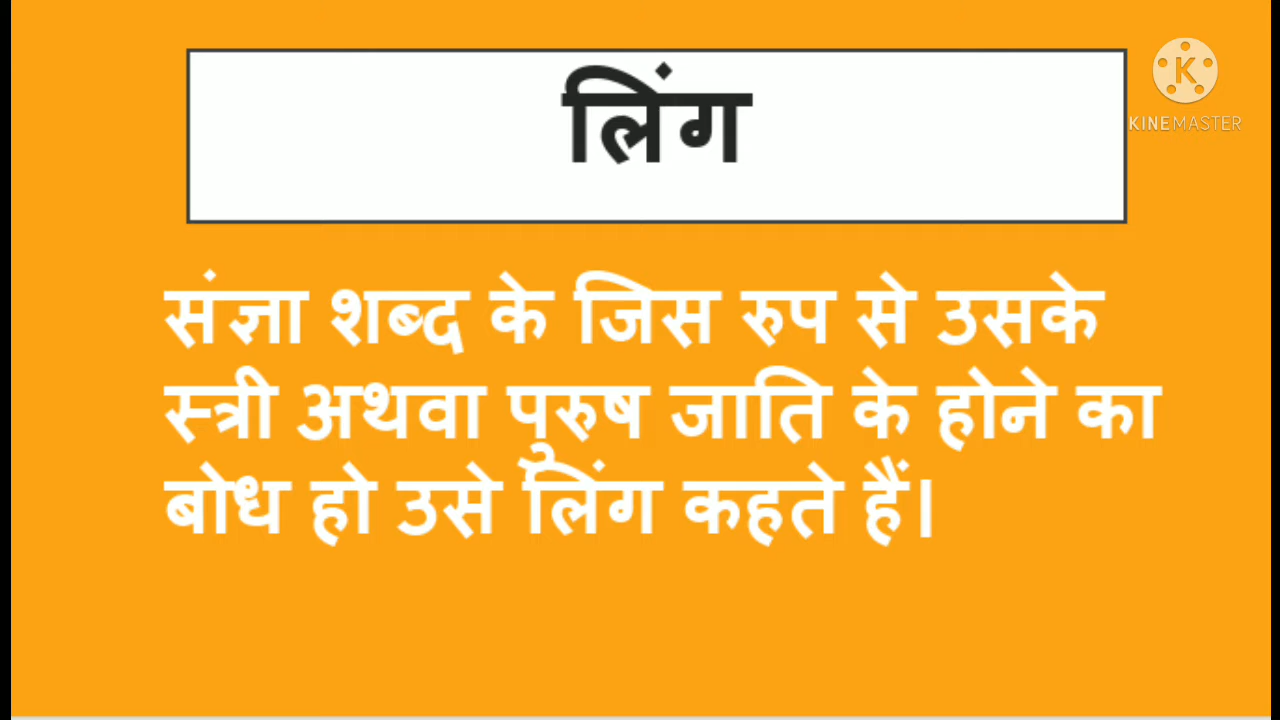 लिंग
KINEMASTER
संज्ञा शब्द के जिस रुप से उसके
स्त्री अथवा पुरुष जाति के होने का
बोध हो उसे लिंग कहते हैं।